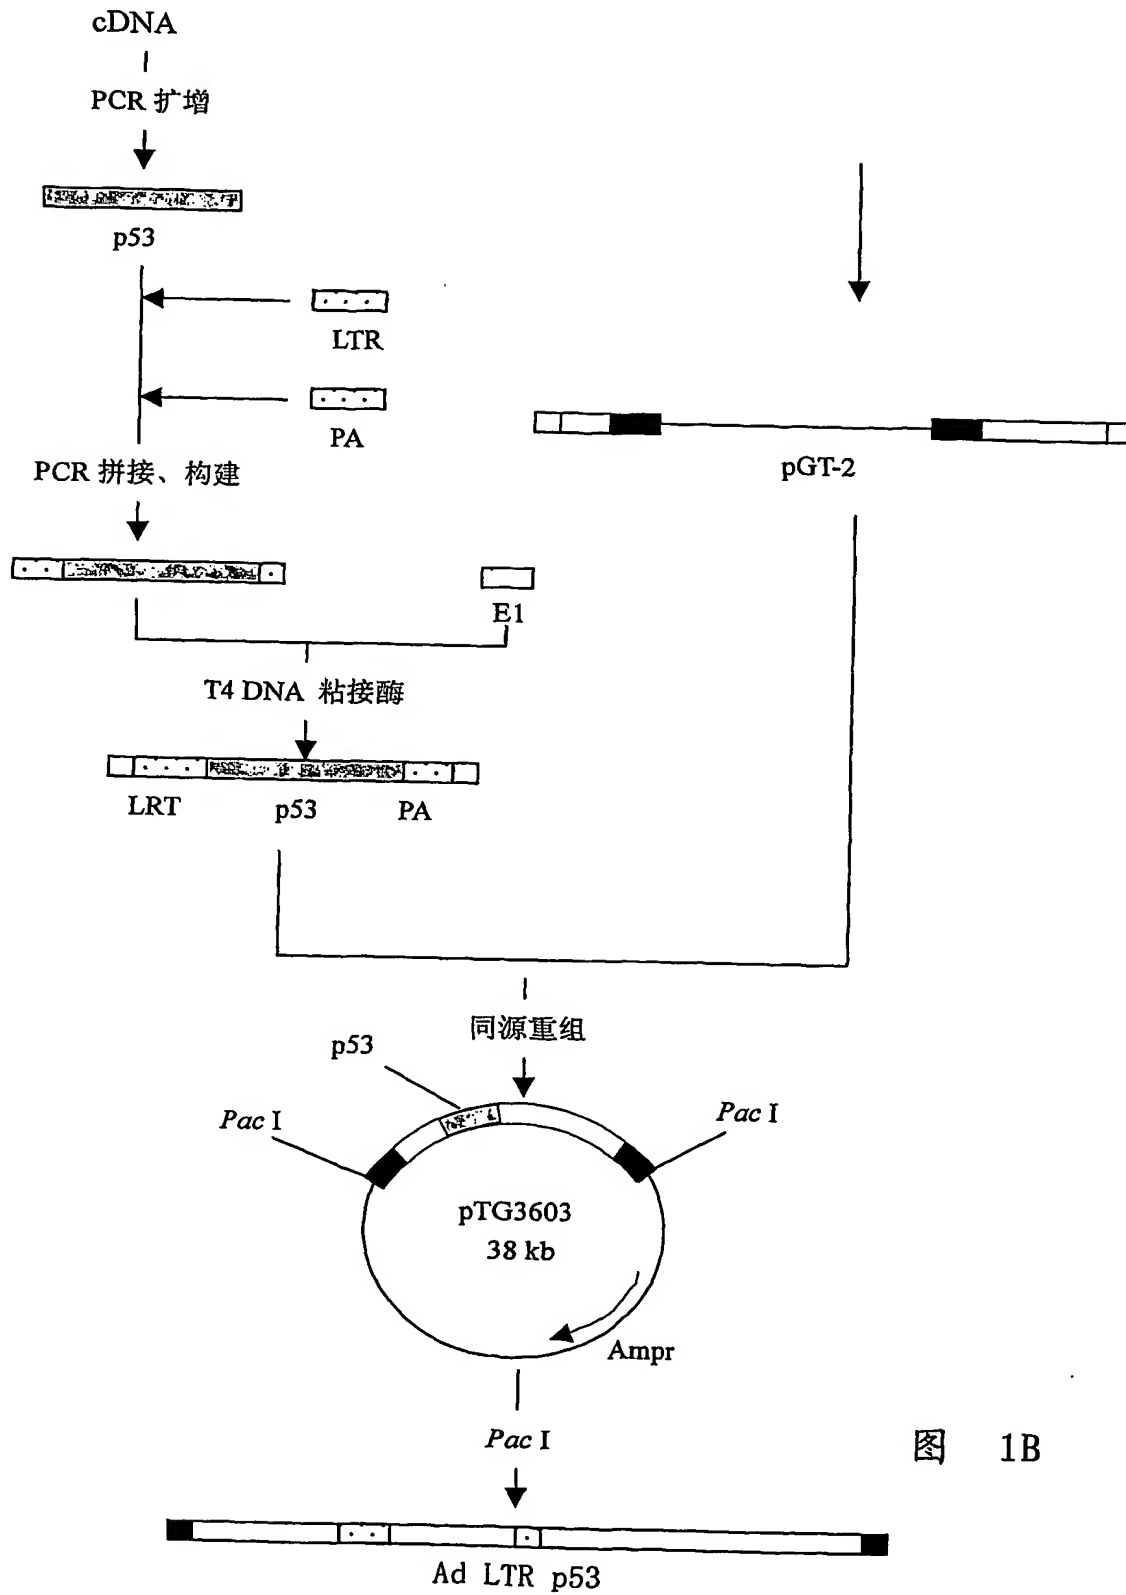 cDNA
PCR 扩增
p53
LTR
PA
pGT-2
PCR 拼接、构建
E1
T4 DNA 粘接酶
LRT p53 PA
同源重组
p53
Pac I
Pac I
pTG3603
38 kb
Ampr
Pac I
图 1B
Ad LTR p53